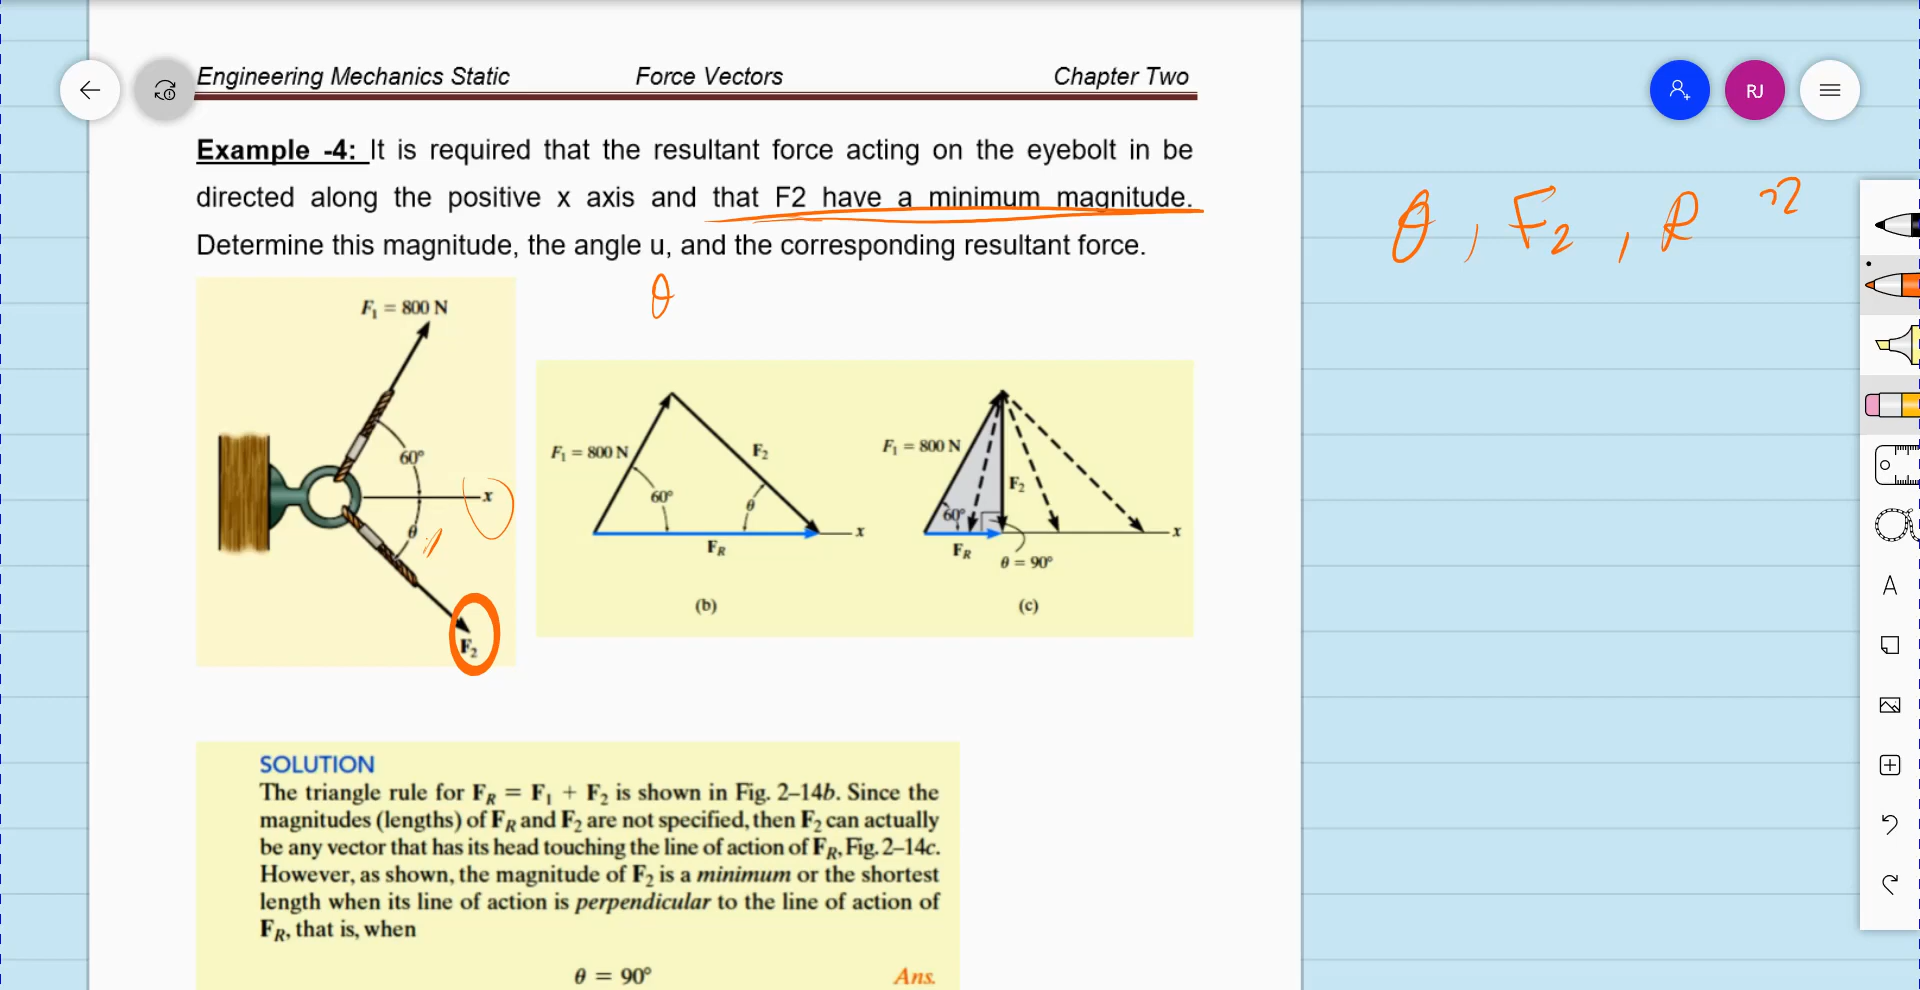 Engineering Mechanics Static Force Vectors Chapter Two
RJ
Example -4: It is required that the resultant force acting on the eyebolt in be
directed along the positive x axis and that F2 have a minimum magnitude.
Determine this magnitude, the angle u, and the corresponding resultant force.
θ , F₂ , R
θ
F₁ = 800 N
60°
x
θ
F₂
F₁ = 800 N
F₂
60°
θ
x
F_R
(b)
F₁ = 800 N
F₂
60°
x
F_R
θ = 90°
(c)
SOLUTION
The triangle rule for F_R = F₁ + F₂ is shown in Fig. 2–14b. Since the
magnitudes (lengths) of F_R and F₂ are not specified, then F₂ can actually
be any vector that has its head touching the line of action of F_R, Fig. 2–14c.
However, as shown, the magnitude of F₂ is a minimum or the shortest
length when its line of action is perpendicular to the line of action of
F_R, that is, when
θ = 90° Ans.
A